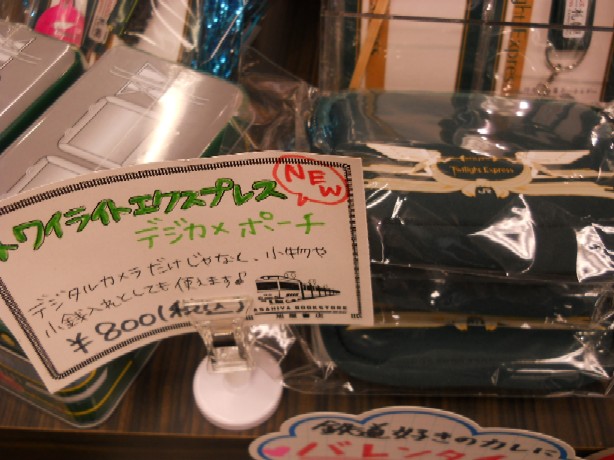 NEW
トワイライトエクスプレス
デジカメ ポーチ
デジタルカメラだけじゃなく、小物や
小銭入れとしても使えます♪
¥800(税込)
ASAHIYA BOOKSTORE
Twilight Express
鉄道好きのカレに
バレンタイ